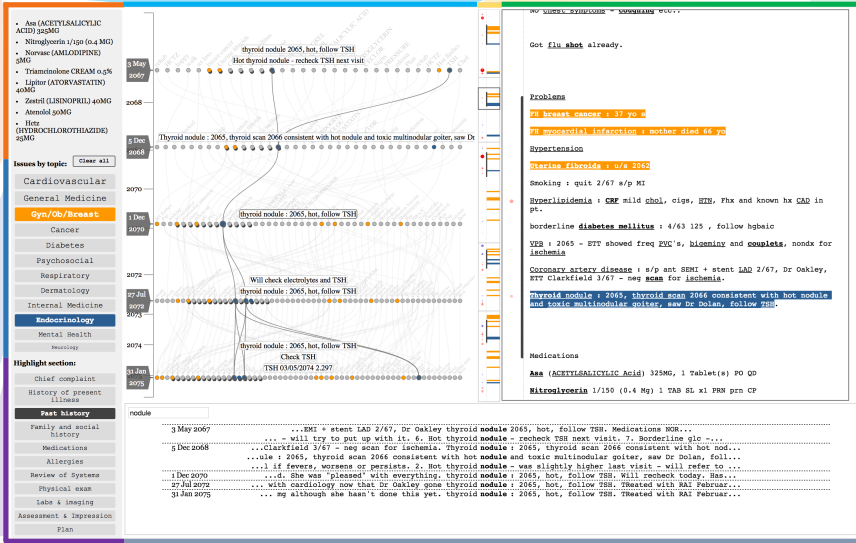 Asa (ACETYLSALICYLIC
ACID) 325MG
Nitroglycerin 1/150 (0.4 MG)
Norvasc (AMLODIPINE)
5MG
Triamcinolone CREAM 0.5%
Lipitor (ATORVASTATIN)
40MG
Zestril (LISINOPRIL) 40MG
Atenolol 50MG
Hctz
(HYDROCHLOROTHIAZIDE)
25MG
Issues by topic:
Clear all
Cardiovascular
General Medicine
Gyn/Ob/Breast
Cancer
Diabetes
Psychosocial
Respiratory
Dermatology
Internal Medicine
Endocrinology
Mental Health
Neurology
Highlight section:
Chief complaint
History of present
illness
Past history
Family and social
history
Medications
Allergies
Review of Systems
Physical exam
Labs & imaging
Assessment & Impression
Plan
thyroid nodule 2065, hot, follow TSH
Hot thyroid nodule - recheck TSH next visit
3 May
2067
2068
Thyroid nodule : 2065, thyroid scan 2066 consistent with hot nodule and toxic multinodular goiter, saw Dr
5 Dec
2068
2070
thyroid nodule : 2065, hot, follow TSH
1 Dec
2070
2072
Will check electrolytes and TSH
thyroid nodule : 2065, hot, follow TSH
27 Jul
2072
2073
2074
thyroid nodule : 2065, hot, follow TSH
Check TSH
TSH 03/05/2074 2.297
31 Jan
2075
No chest symptoms - coughing etc..
Got flu shot already.
Problems
FH breast cancer : 37 yo s
FH myocardial infarction : mother died 66 yo
Hypertension
Uterine fibroids : u/s 2062
Smoking : quit 2/67 s/p MI
Hyperlipidemia : CRF mild chol, cigs, HTN, Fhx and known hx CAD in
pt.
borderline diabetes mellitus : 4/63 125 , follow hgbaic
VPB : 2065 - ETT showed freq PVC's, bigeminy and couplets, nondx for
ischemia
Coronary artery disease : s/p ant SEMI + stent LAD 2/67, Dr Oakley,
ETT Clarkfield 3/67 - neg scan for ischemia.
Thyroid nodule : 2065, thyroid scan 2066 consistent with hot nodule
and toxic multinodular goiter, saw Dr Dolan, follow TSH.
Medications
Asa (ACETYLSALICYLIC Acid) 325MG, 1 Tablet(s) PO QD
Nitroglycerin 1/150 (0.4 Mg) 1 TAB SL x1 PRN prn CP
nodule
3 May 2067 ...EMI + stent LAD 2/67, Dr Oakley thyroid nodule 2065, hot, follow TSH. Medications NOR...
... - will try to put up with it. 6. Hot thyroid nodule - recheck TSH next visit. 7. Borderline glc -...
5 Dec 2068 ...Clarkfield 3/67 - neg scan for ischemia. Thyroid nodule : 2065, thyroid scan 2066 consistent with hot nod...
...ule : 2065, thyroid scan 2066 consistent with hot nodule and toxic multinodular goiter, saw Dr Dolan, foll...
...l if fevers, worsens or persists. 2. Hot thyroid nodule - was slightly higher last visit - will refer to ...
1 Dec 2070 ...d. She was "pleased" with everything. thyroid nodule : 2065, hot, follow TSH. Will recheck today. Has...
27 Jul 2072 ... with cardiology now that Dr Oakley gone thyroid nodule : 2065, hot, follow TSH. TReated with RAI Februar...
31 Jan 2075 ... mg although she hasn't done this yet. thyroid nodule : 2065, hot, follow TSH. TReated with RAI Februar...